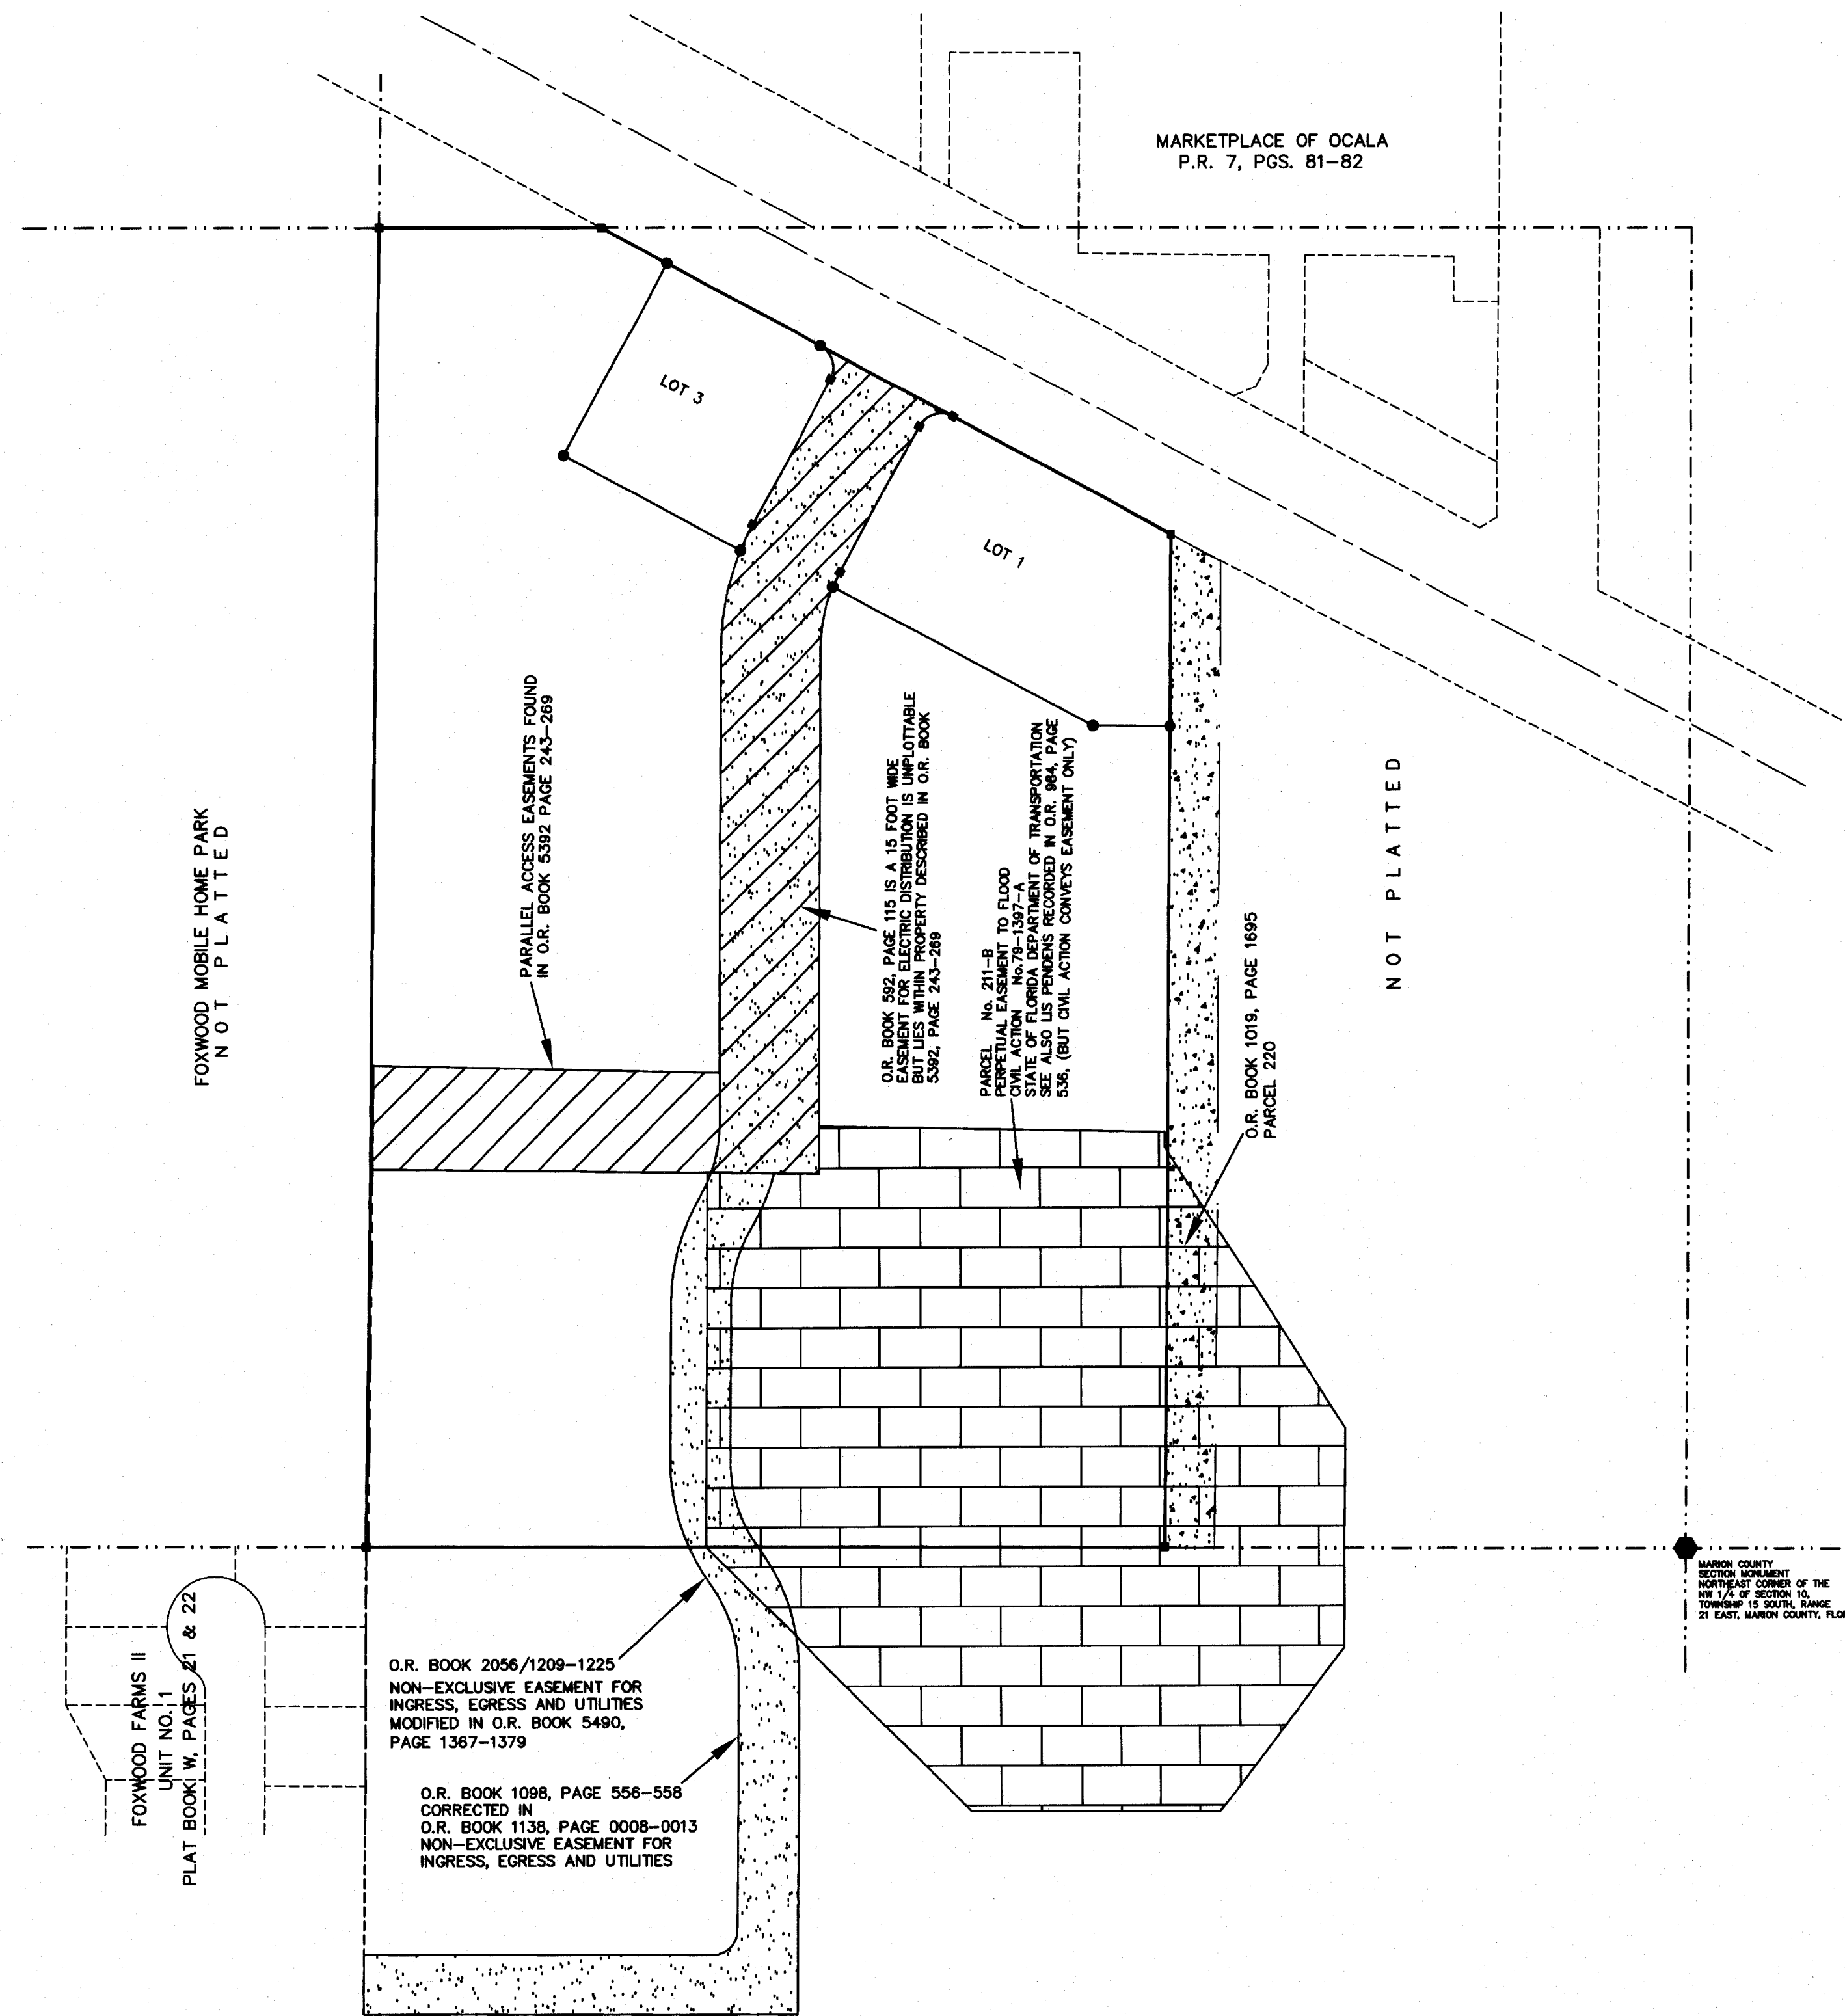 MARKETPLACE OF OCALA
P.R. 7, PGS. 81-82
LOT 3
LOT 1
FOXWOOD MOBILE HOME PARK
NOT PLATTED
PARALLEL ACCESS EASEMENTS FOUND
IN O.R. BOOK 5392 PAGE 243-269
O.R. BOOK 592, PAGE 115 IS A 15 FOOT WIDE
EASEMENT FOR ELECTRIC DISTRIBUTION IS UNPLOTTABLE
BUT LIES WITHIN PROPERTY DESCRIBED IN O.R. BOOK
5392, PAGE 243-269
PARCEL No. 211-B
PERPETUAL EASEMENT TO FLOOD
CIVIL ACTION No.79-1397-A
STATE OF FLORIDA DEPARTMENT OF TRANSPORTATION
SEE ALSO LIS PENDENS RECORDED IN O.R. 984, PAGE
536, (BUT CIVIL ACTION CONVEYS EASEMENT ONLY)
O.R. BOOK 1019, PAGE 1695
PARCEL 220
NOT PLATTED
MARION COUNTY
SECTION MONUMENT
NORTHEAST CORNER OF THE
NW 1/4 OF SECTION 10,
TOWNSHIP 15 SOUTH, RANGE
21 EAST, MARION COUNTY, FLO
FOXWOOD FARMS II
UNIT NO.1
PLAT BOOK W, PAGES 21 & 22
O.R. BOOK 2056/1209-1225
NON-EXCLUSIVE EASEMENT FOR
INGRESS, EGRESS AND UTILITIES
MODIFIED IN O.R. BOOK 5490,
PAGE 1367-1379
O.R. BOOK 1098, PAGE 556-558
CORRECTED IN
O.R. BOOK 1138, PAGE 0008-0013
NON-EXCLUSIVE EASEMENT FOR
INGRESS, EGRESS AND UTILITIES